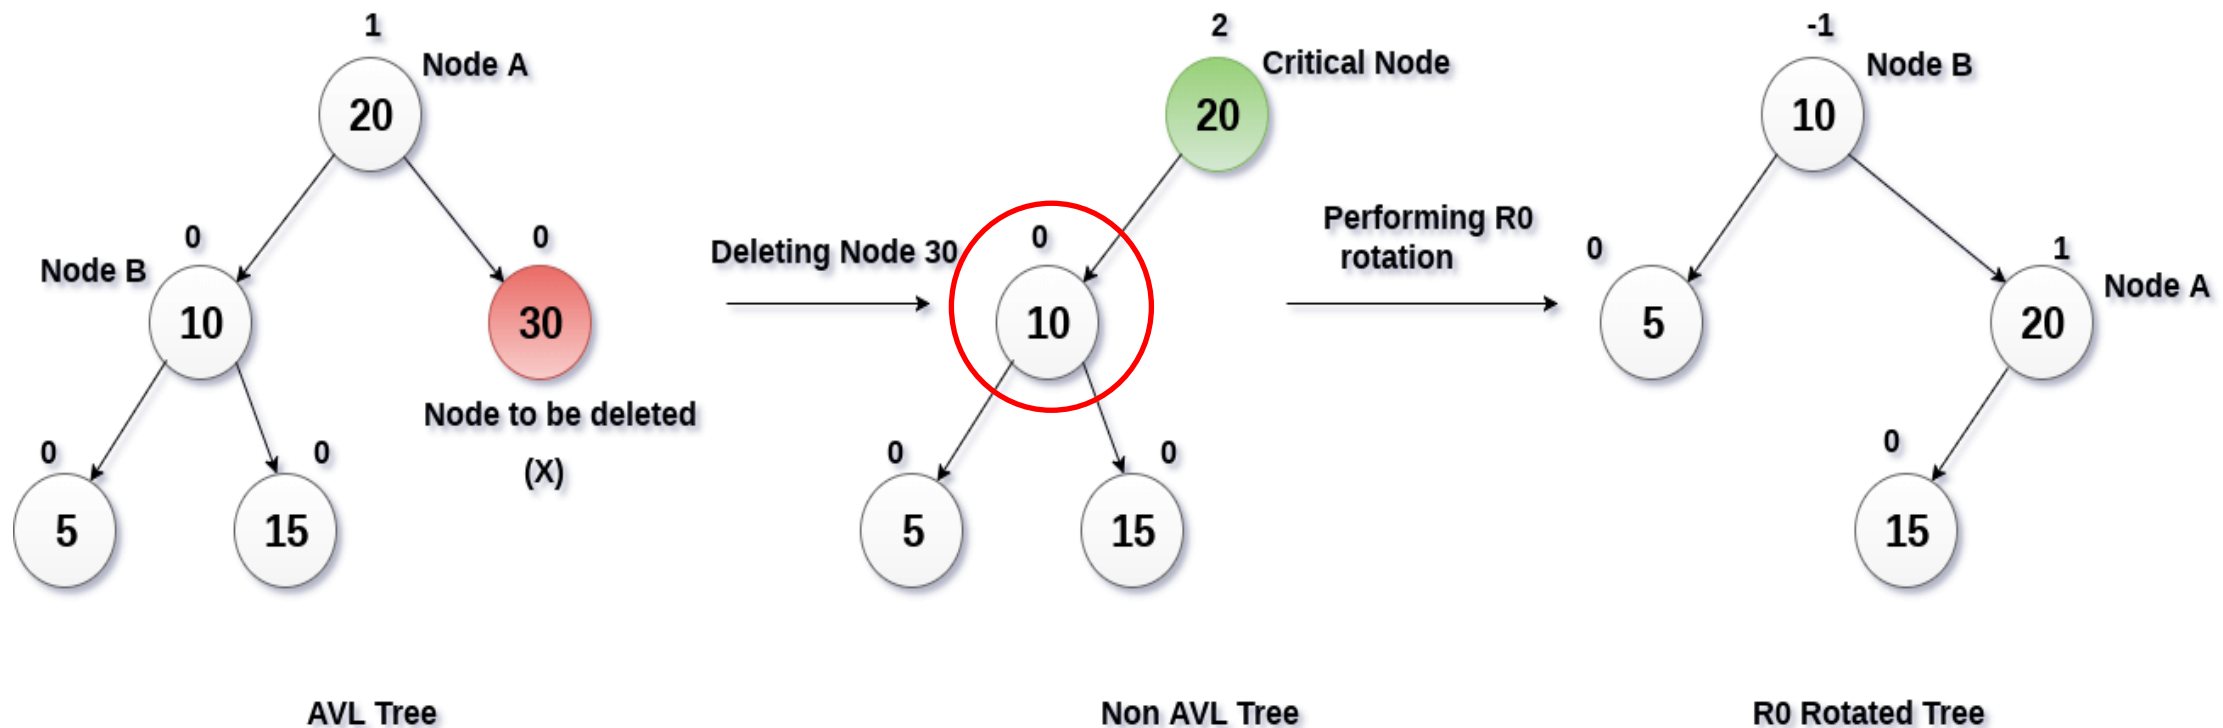 1
Node A
20
0
Node B
10
0
30
Node to be deleted
(X)
0
5
0
15
AVL Tree
Deleting Node 30
2
Critical Node
20
0
10
0
5
0
15
Non AVL Tree
Performing R0
rotation
-1
Node B
10
0
5
1
Node A
20
0
15
R0 Rotated Tree